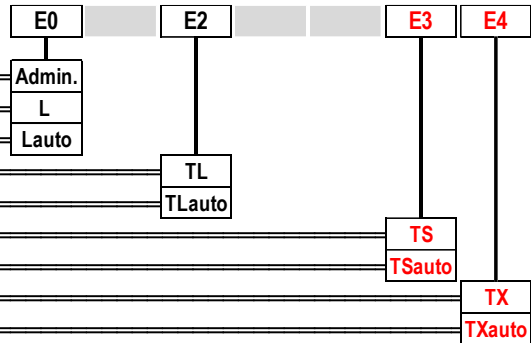 E0 E2 E3 E4
Admin.
L
Lauto
TL
TLauto
TS
TSauto
TX
TXauto